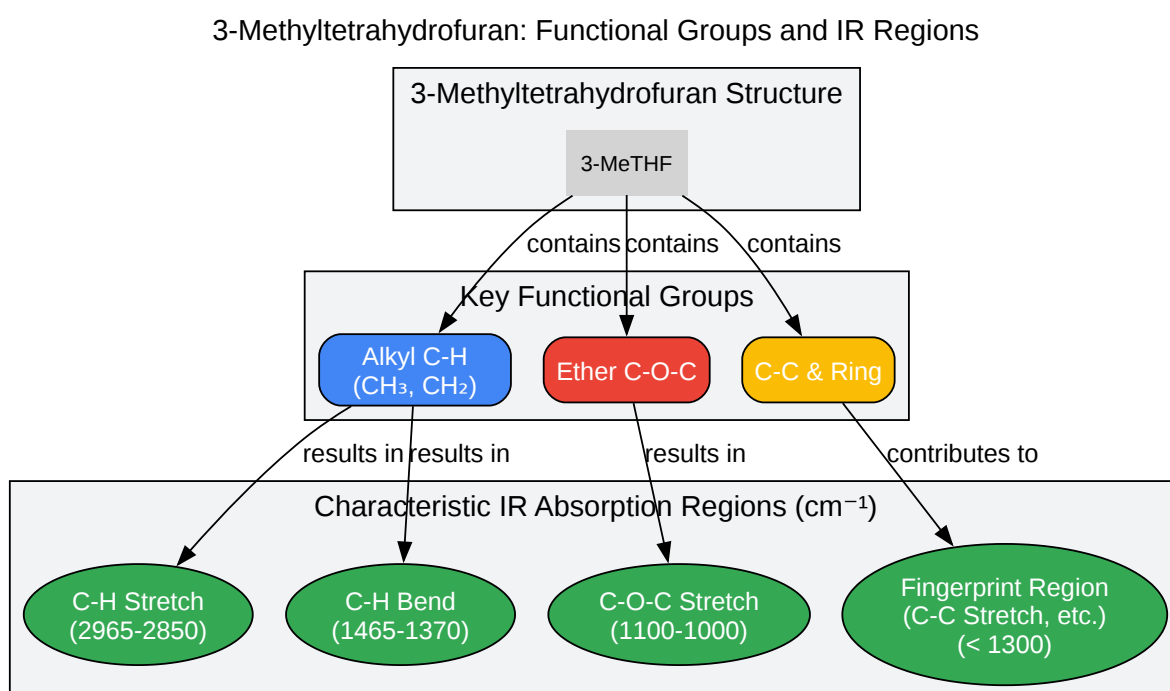 3-Methyltetrahydrofuran: Functional Groups and IR Regions
3-Methyltetrahydrofuran Structure
3-MeTHF
contains
contains
contains
Key Functional Groups
Alkyl C-H
(CH₃, CH₂)
Ether C-O-C
C-C & Ring
results in
results in
results in
contributes to
Characteristic IR Absorption Regions (cm⁻¹)
C-H Stretch
(2965-2850)
C-H Bend
(1465-1370)
C-O-C Stretch
(1100-1000)
Fingerprint Region
(C-C Stretch, etc.)
(< 1300)